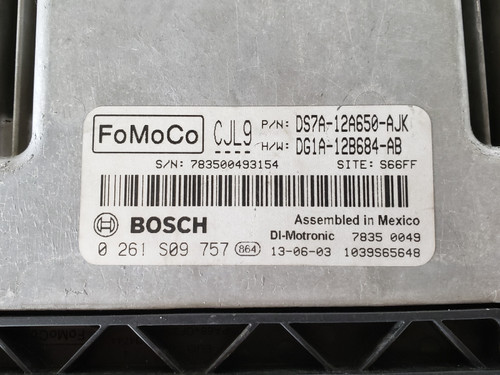 FoMoCo CJL9 P/N: DS7A-12A650-AJK
H/W: DG1A-12B684-AB
S/N: 783500493154 SITE: S66FF
BOSCH Assembled in Mexico
DI-Motronic 7835 0049
0 261 S09 757 864 13-06-03 1039S65648
FoMoCo